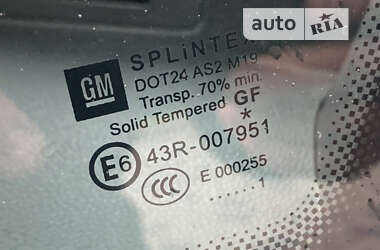 auto RIA
SPLINTEX
GM
DOT24 AS2 M19
Transp. 70% min.
Solid Tempered GF
*
E6 43R-007951
CCC E 000255
.......1